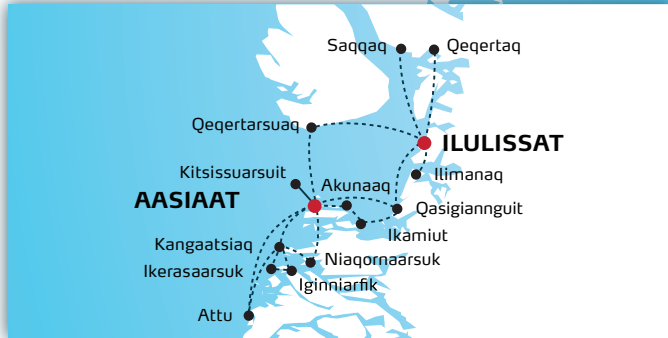 Saqqaq
Qeqertaq
Qeqertarsuaq
ILULISSAT
Kitsissuarsuit
Akunaaq
Ilimanaq
AASIAAT
Qasigiannguit
Ikamiut
Kangaatsiaq
Niaqornaarsuk
Ikerasaarsuk
Iginniarfik
Attu